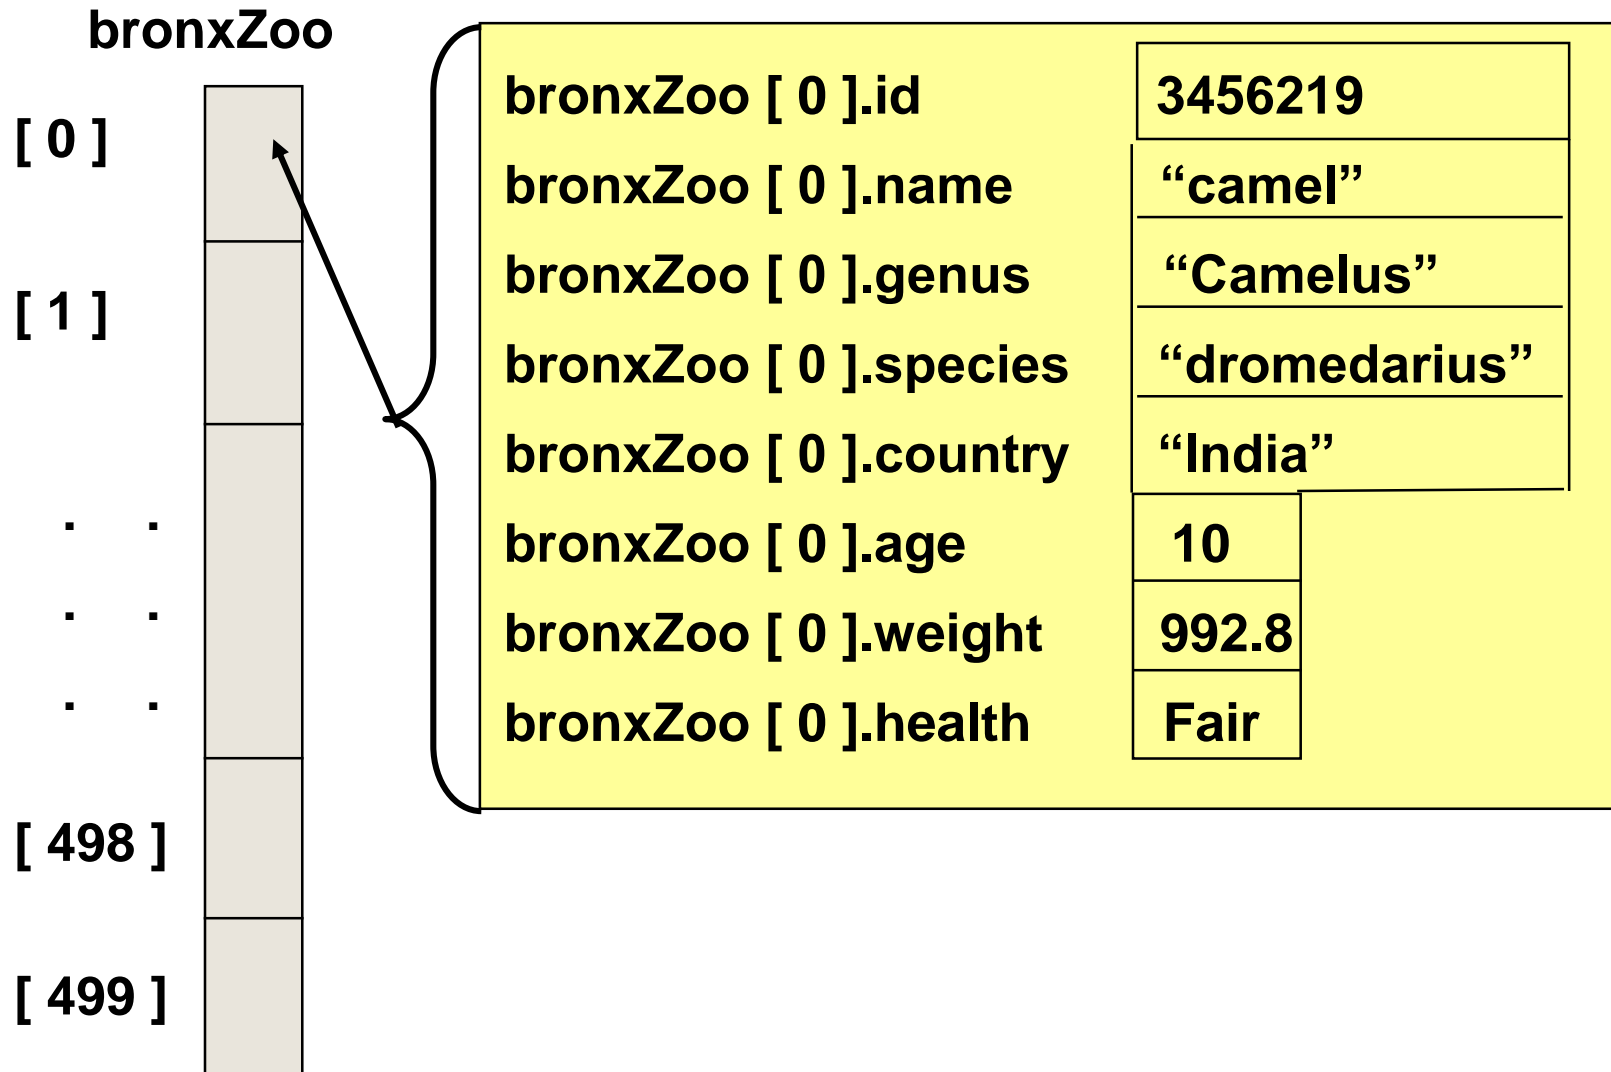 bronxZoo
[ 0 ]
[ 1 ]
. .
. .
. .
[ 498 ]
[ 499 ]
bronxZoo [ 0 ].id 3456219
bronxZoo [ 0 ].name “camel”
bronxZoo [ 0 ].genus “Camelus”
bronxZoo [ 0 ].species “dromedarius”
bronxZoo [ 0 ].country “India”
bronxZoo [ 0 ].age 10
bronxZoo [ 0 ].weight 992.8
bronxZoo [ 0 ].health Fair